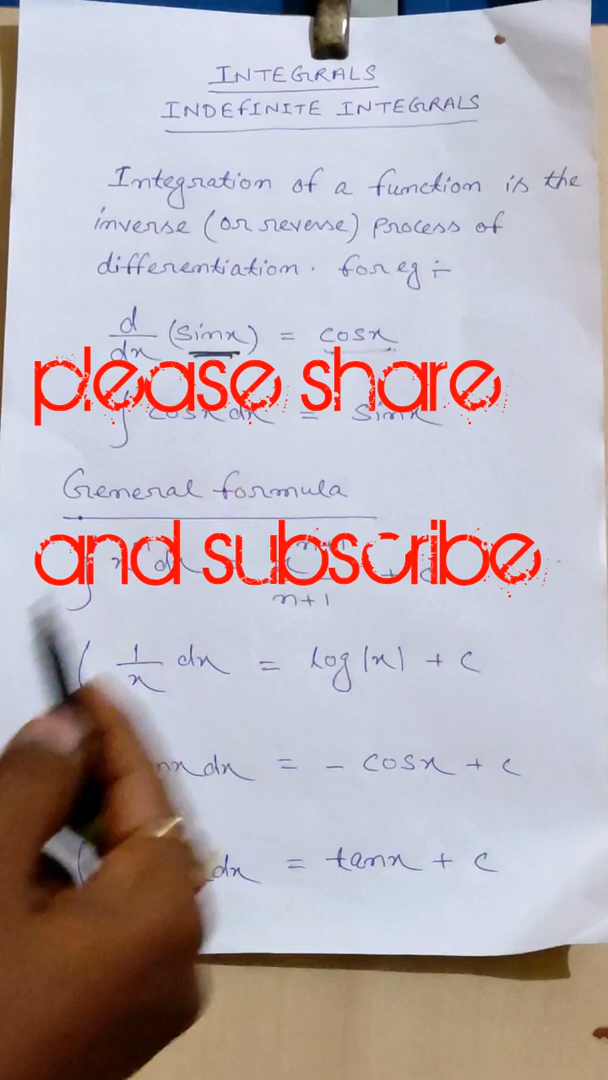 INTEGRALS
INDEFINITE INTEGRALS
Integration of a function is the
inverse (or reverse) process of
differentiation. for eg :-
d/dx (sinx) = cosx
please share
∫ cosx dx = sinx
General formula
and subscribe
n+1
1/x dx = log|x| + c
dx = - cosx + c
dx = tanx + c